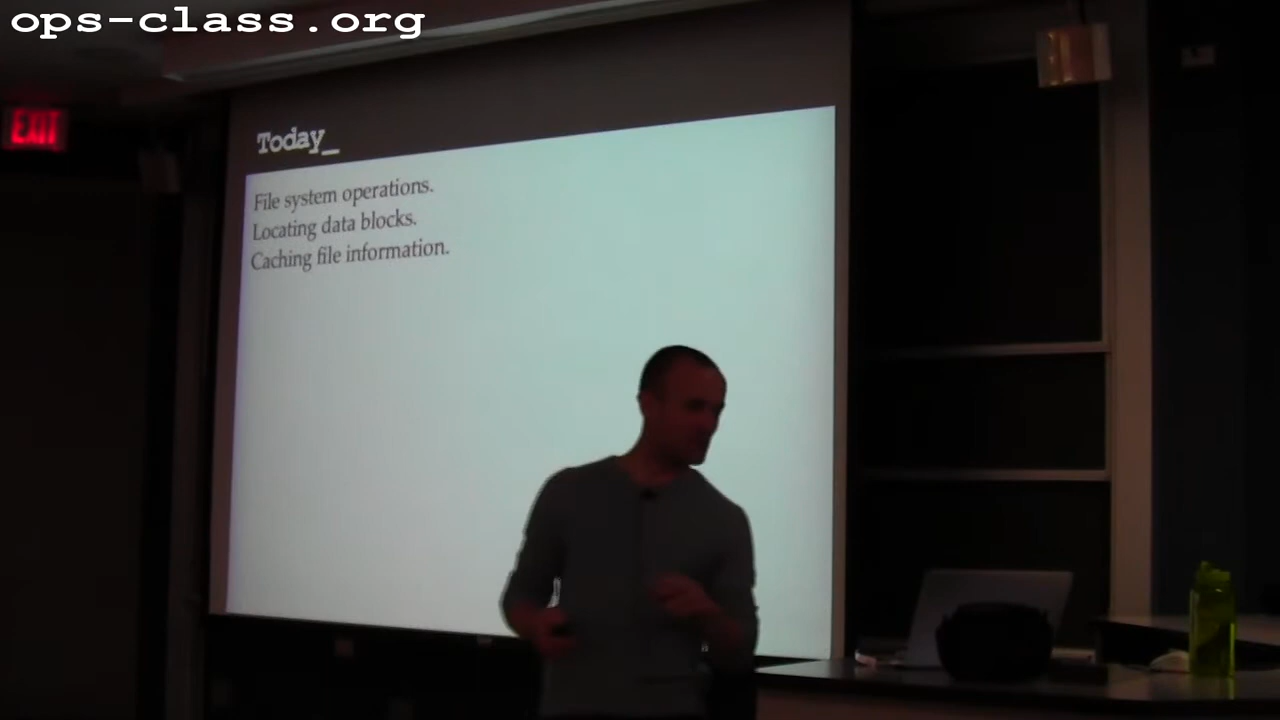 ops-class.org
EXIT
Today_
File system operations.
Locating data blocks.
Caching file information.